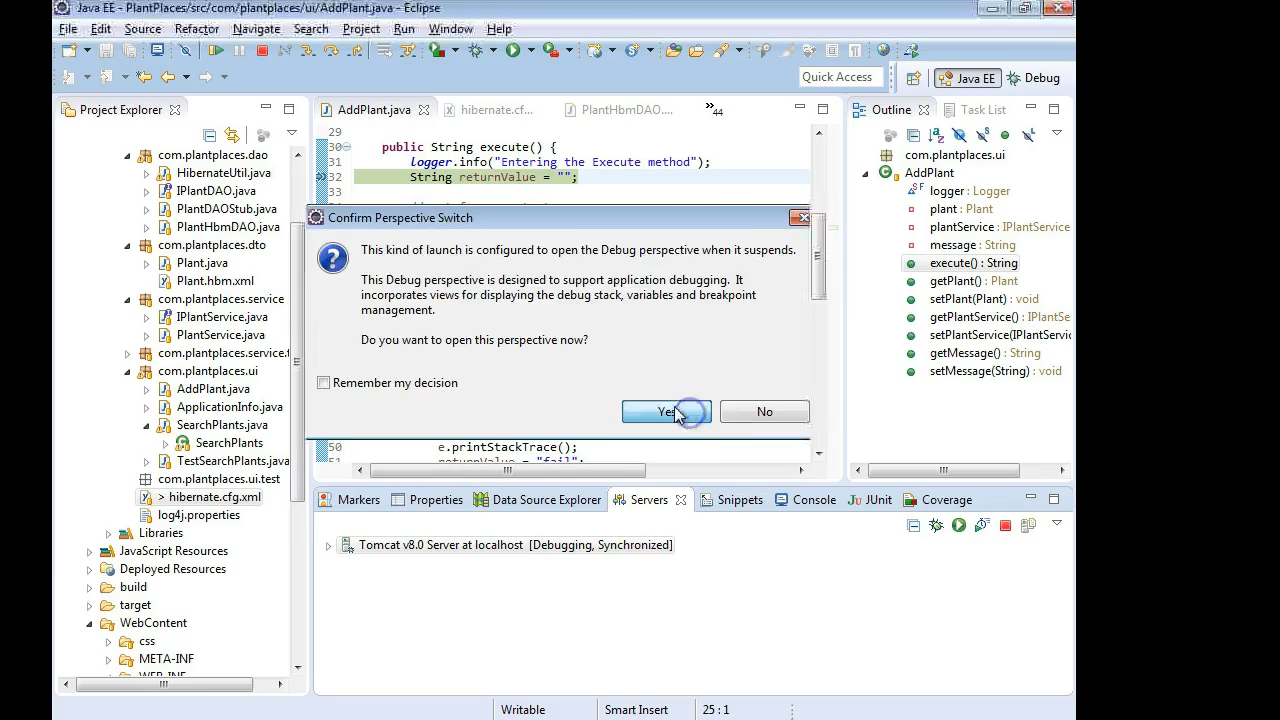 Java EE - PlantPlaces/src/com/plantplaces/ui/AddPlant.java - Eclipse
File Edit Source Refactor Navigate Search Project Run Window Help
Quick Access
Java EE
Debug
Project Explorer
com.plantplaces.dao
HibernateUtil.java
IPlantDAO.java
PlantDAOStub.java
PlantHbmDAO.java
com.plantplaces.dto
Plant.java
Plant.hbm.xml
com.plantplaces.service
IPlantService.java
PlantService.java
com.plantplaces.service.
com.plantplaces.ui
AddPlant.java
ApplicationInfo.java
SearchPlants.java
SearchPlants
TestSearchPlants.java
com.plantplaces.ui.test
> hibernate.cfg.xml
log4j.properties
Libraries
JavaScript Resources
Deployed Resources
build
target
WebContent
css
META-INF
AddPlant.java
hibernate.cf...
PlantHbmDAO....
»44
29
30 public String execute() {
31 logger.info("Entering the Execute method");
32 String returnValue = "";
33
Confirm Perspective Switch
This kind of launch is configured to open the Debug perspective when it suspends.
This Debug perspective is designed to support application debugging. It
incorporates views for displaying the debug stack, variables and breakpoint
management.
Do you want to open this perspective now?
Remember my decision
Yes
No
50 e.printStackTrace();
51 returnValue = "fail";
Outline
Task List
com.plantplaces.ui
AddPlant
logger : Logger
plant : Plant
plantService : IPlantService
message : String
execute() : String
getPlant() : Plant
setPlant(Plant) : void
getPlantService() : IPlantSe
setPlantService(IPlantServi
getMessage() : String
setMessage(String) : void
Markers Properties Data Source Explorer Servers Snippets Console JUnit Coverage
Tomcat v8.0 Server at localhost [Debugging, Synchronized]
Writable
Smart Insert
25 : 1